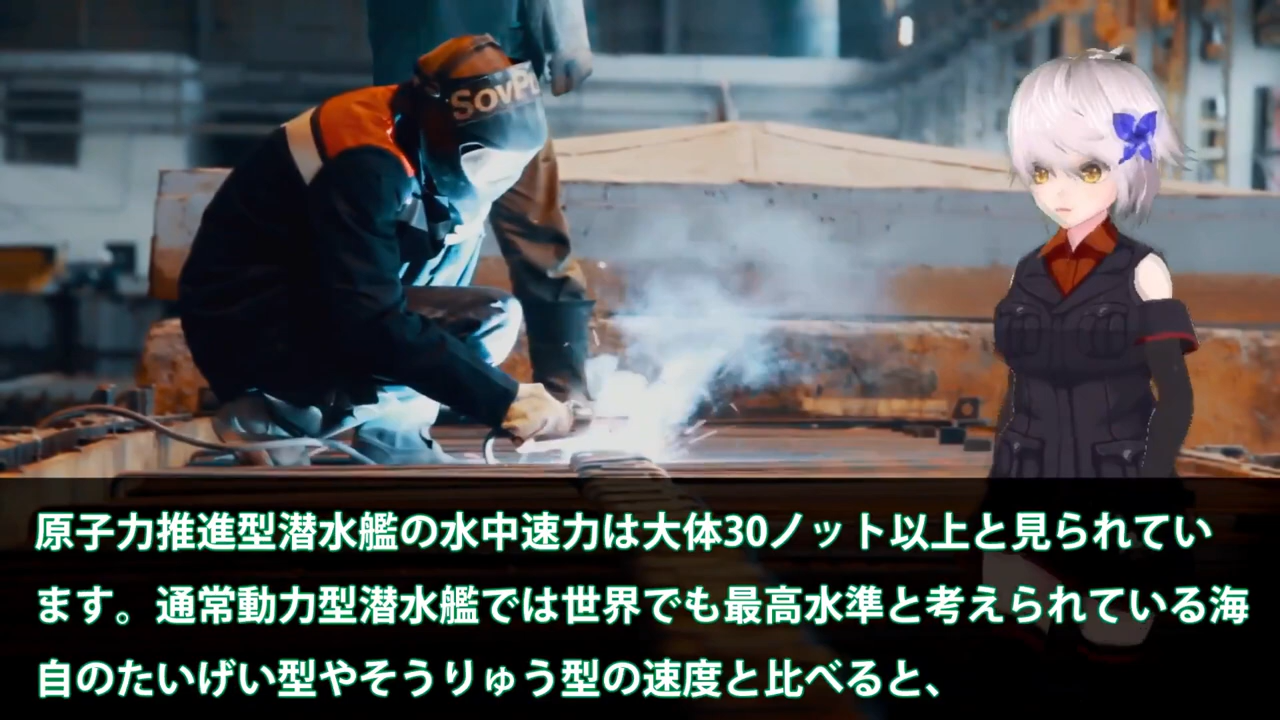 SovPl
原子力推進型潜水艦の水中速力は大体30ノット以上と見られてい
ます。通常動力型潜水艦では世界でも最高水準と考えられている海
自のたいげい型やそうりゅう型の速度と比べると、